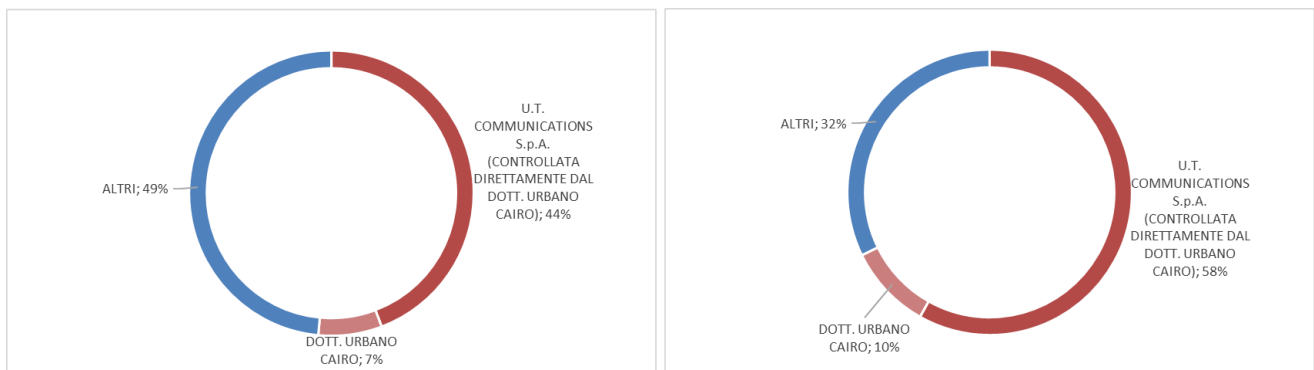 U.T.
COMMUNICATIONS
S.p.A.
(CONTROLLATA
DIRETTAMENTE DAL
DOTT. URBANO
CAIRO); 44%
ALTRI; 49%
DOTT. URBANO
CAIRO; 7%
ALTRI; 32%
U.T.
COMMUNICATIONS
S.p.A.
(CONTROLLATA
DIRETTAMENTE DAL
DOTT. URBANO
CAIRO); 58%
DOTT. URBANO
CAIRO; 10%